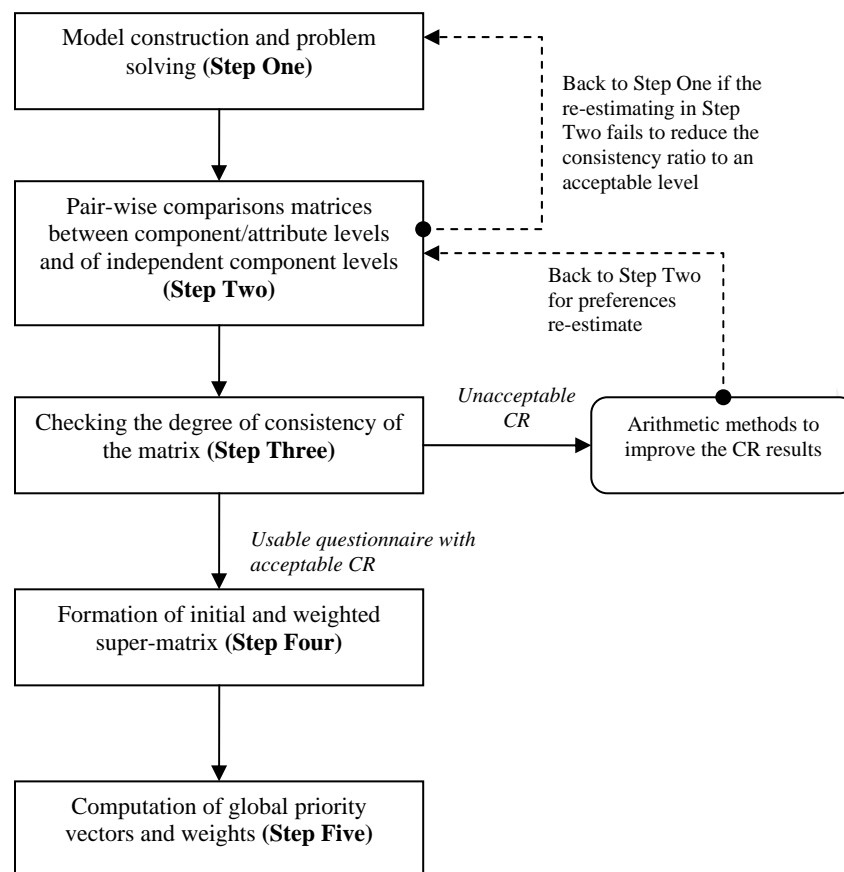 Model construction and problem
solving (Step One)
Back to Step One if the
re-estimating in Step
Two fails to reduce the
consistency ratio to an
acceptable level
Pair-wise comparisons matrices
between component/attribute levels
and of independent component levels
(Step Two)
Back to Step Two
for preferences
re-estimate
Unacceptable
CR
Checking the degree of consistency of
the matrix (Step Three)
Arithmetic methods to
improve the CR results
Usable questionnaire with
acceptable CR
Formation of initial and weighted
super-matrix (Step Four)
Computation of global priority
vectors and weights (Step Five)